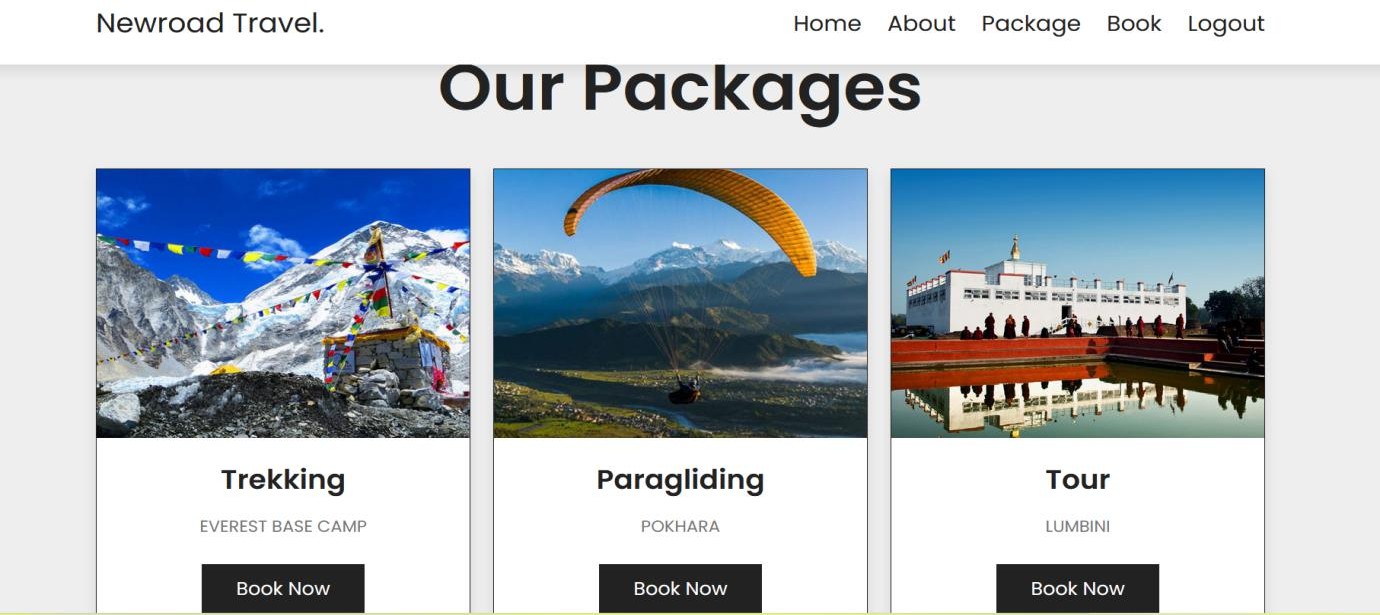 Newroad Travel.
Home About Package Book Logout
Our Packages
Trekking
EVEREST BASE CAMP
Book Now
Paragliding
POKHARA
Book Now
Tour
LUMBINI
Book Now